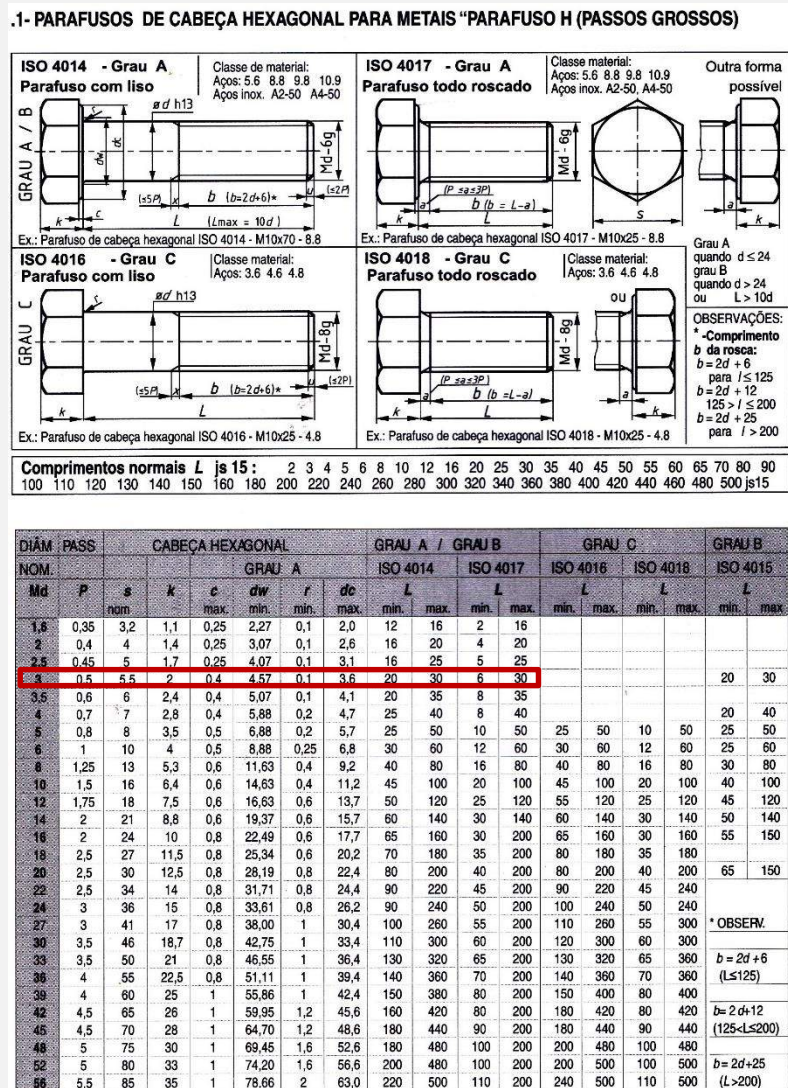 .1- PARAFUSOS DE CABEÇA HEXAGONAL PARA METAIS “PARAFUSO H (PASSOS GROSSOS)
ISO 4014 - Grau A
Parafuso com liso
Classe de material:
Aços: 5.6 8.8 9.8 10.9
Aços inox. A2-50 A4-50
GRAU A / B
r
dw
dc
ød h13
Md-6g
(≤5P) x b (b=2d+6)* u (≤2P)
c
k L (Lmax = 10d)
Ex.: Parafuso de cabeça hexagonal ISO 4014 - M10x70 - 8.8
ISO 4017 - Grau A
Parafuso todo roscado
Classe material:
Aços: 5.6 8.8 9.8 10.9
Aços inox. A2-50, A4-50
Md - 6g
(P ≤a≤3P)
a b (b = L-a)
k L s
Ex.: Parafuso de cabeça hexagonal ISO 4017 - M10x25 - 8.8
Outra forma
possível
a
k
Grau A
quando d ≤ 24
grau B
quando d > 24
ou L > 10d
ISO 4016 - Grau C
Parafuso com liso
Classe material:
Aços: 3.6 4.6 4.8
GRAU C
r
ød h13
Md-8g
(≤5P) x b (b=2d+6)* u (≤2P)
k L
Ex.: Parafuso de cabeça hexagonal ISO 4016 - M10x25 - 4.8
ISO 4018 - Grau C
Parafuso todo roscado
Classe material:
Aços: 3.6 4.6 4.8
ou
Md - 8g
(P ≤a≤3P)
a b (b =L-a) a
k L k
Ex.: Parafuso de cabeça hexagonal ISO 4018 - M10x25 - 4.8
OBSERVAÇÕES:
* -Comprimento
b da rosca:
b = 2d + 6
para l ≤ 125
b = 2d + 12
125 > l ≤ 200
b = 2d + 25
para l > 200
Comprimentos normais L js 15 : 2 3 4 5 6 8 10 12 16 20 25 30 35 40 45 50 55 60 65 70 80 90
100 110 120 130 140 150 160 180 200 220 240 260 280 300 320 340 360 380 400 420 440 460 480 500 js15
DIÂM PASS CABEÇA HEXAGONAL GRAU A / GRAU B GRAU C GRAU B
NOM. GRAU A ISO 4014 ISO 4017 ISO 4016 ISO 4018 ISO 4015
Md P s k c dw r dc L L L L L
nom max. min. min. max. min. max. min. max. min. max. min. max. min. max
1,6 0,35 3,2 1,1 0,25 2,27 0,1 2,0 12 16 2 16
2 0,4 4 1,4 0,25 3,07 0,1 2,6 16 20 4 20
2,5 0,45 5 1,7 0,25 4,07 0,1 3,1 16 25 5 25
3 0,5 5,5 2 0,4 4,57 0,1 3,6 20 30 6 30 20 30
3,5 0,6 6 2,4 0,4 5,07 0,1 4,1 20 35 8 35
4 0,7 7 2,8 0,4 5,88 0,2 4,7 25 40 8 40 20 40
5 0,8 8 3,5 0,5 6,88 0,2 5,7 25 50 10 50 25 50 10 50 25 50
6 1 10 4 0,5 8,88 0,25 6,8 30 60 12 60 30 60 12 60 25 60
8 1,25 13 5,3 0,6 11,63 0,4 9,2 40 80 16 80 40 80 16 80 30 80
10 1,5 16 6,4 0,6 14,63 0,4 11,2 45 100 20 100 45 100 20 100 40 100
12 1,75 18 7,5 0,6 16,63 0,6 13,7 50 120 25 120 55 120 25 120 45 120
14 2 21 8,8 0,6 19,37 0,6 15,7 60 140 30 140 60 140 30 140 50 140
16 2 24 10 0,8 22,49 0,6 17,7 65 160 30 200 65 160 30 160 55 150
18 2,5 27 11,5 0,8 25,34 0,6 20,2 70 180 35 200 80 180 35 180
20 2,5 30 12,5 0,8 28,19 0,8 22,4 80 200 40 200 80 200 40 200 65 150
22 2,5 34 14 0,8 31,71 0,8 24,4 90 220 45 200 90 220 45 240
24 3 36 15 0,8 33,61 0,8 26,2 90 240 50 200 100 240 50 240
27 3 41 17 0,8 38,00 1 30,4 100 260 55 200 110 260 55 300 * OBSERV.
30 3,5 46 18,7 0,8 42,75 1 33,4 110 300 60 200 120 300 60 300
33 3,5 50 21 0,8 46,55 1 36,4 130 320 65 200 130 320 65 360 b = 2d +6
36 4 55 22,5 0,8 51,11 1 39,4 140 360 70 200 140 360 70 360 (L≤125)
39 4 60 25 1 55,86 1 42,4 150 380 80 200 150 400 80 400
42 4,5 65 26 1 59,95 1,2 45,6 160 420 80 200 180 420 80 420 b= 2 d+12
45 4,5 70 28 1 64,70 1,2 48,6 180 440 90 200 180 440 90 440 (125<L≤200)
48 5 75 30 1 69,45 1,6 52,6 180 480 100 200 200 480 100 480
52 5 80 33 1 74,20 1,6 56,6 200 480 100 200 200 500 100 500 b= 2d+25
56 5,5 85 35 1 78,66 2 63,0 220 500 110 200 240 500 110 500 (L>200)